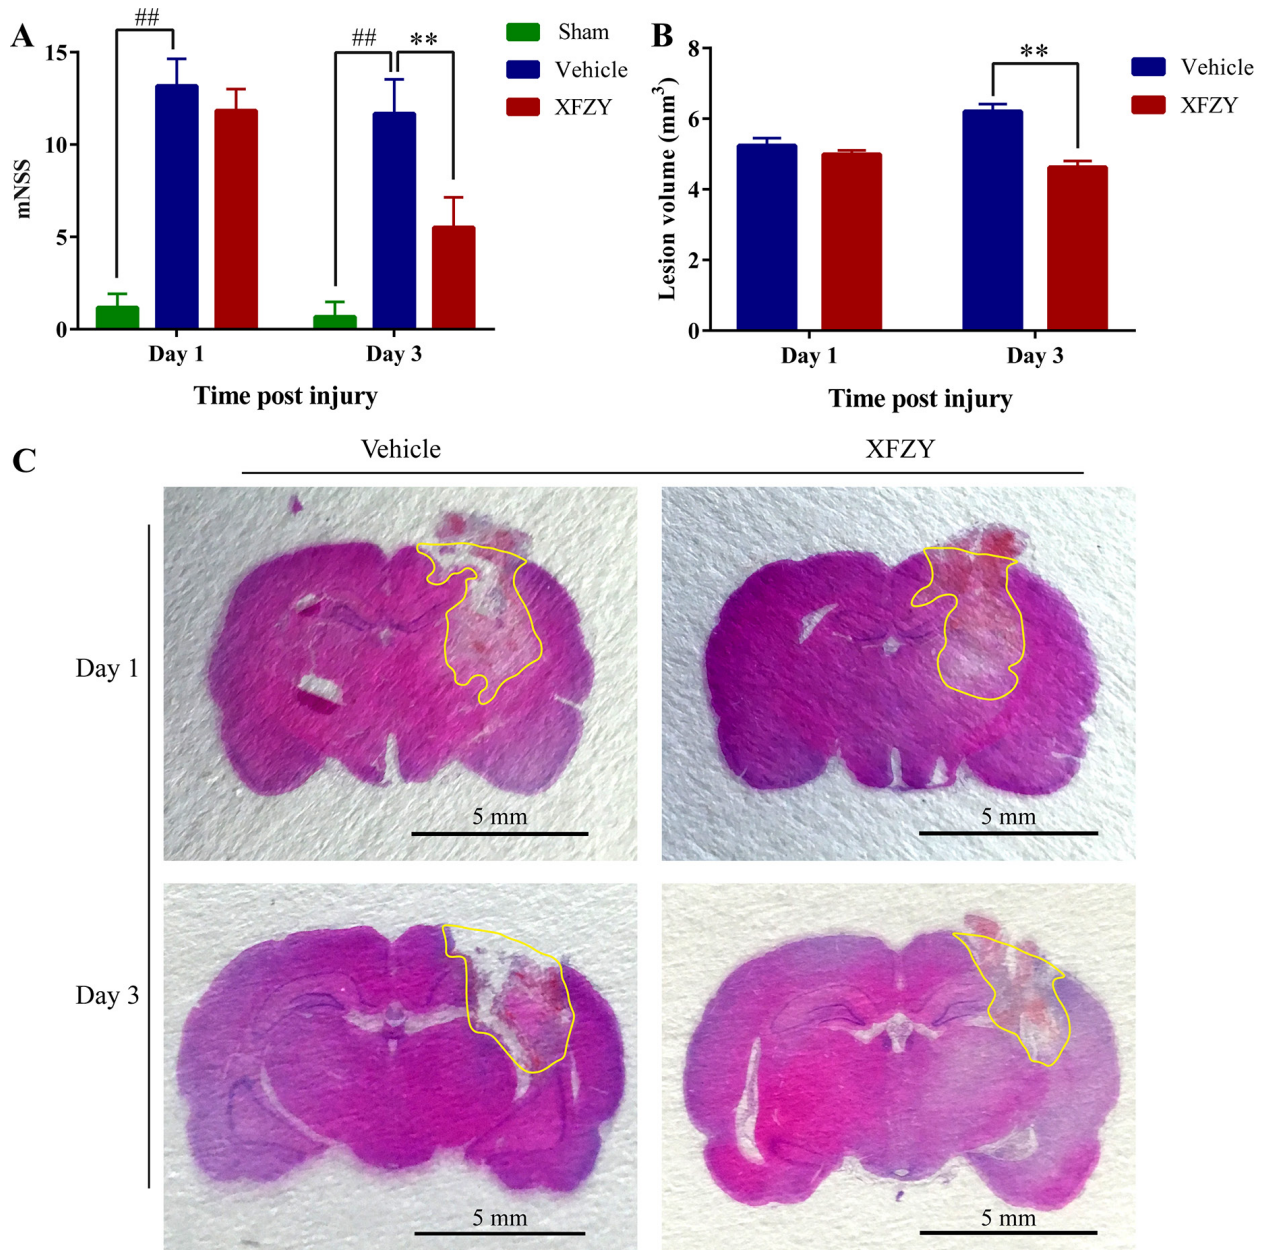 A
mNSS
15
10
5
0
##
##
**
Day 1
Day 3
Time post injury
Sham
Vehicle
XFZY
B
Lesion volume (mm³)
8
6
4
2
0
**
Day 1
Day 3
Time post injury
Vehicle
XFZY
C
Vehicle
XFZY
Day 1
5 mm
5 mm
Day 3
5 mm
5 mm